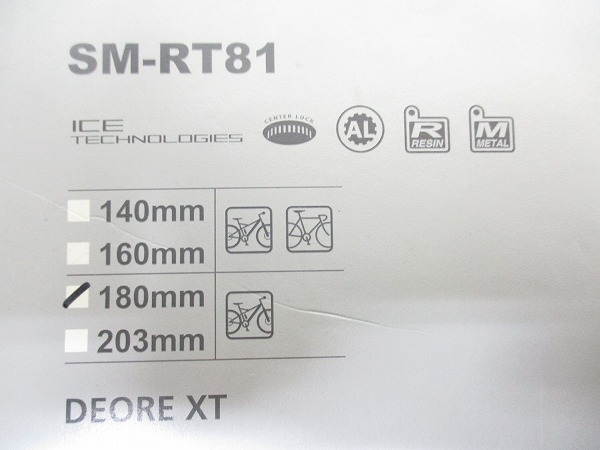 SM-RT81
ICE
TECHNOLOGIES
CENTER LOCK
AL
R
RESIN
M
METAL
140mm
160mm
180mm
203mm
DEORE XT